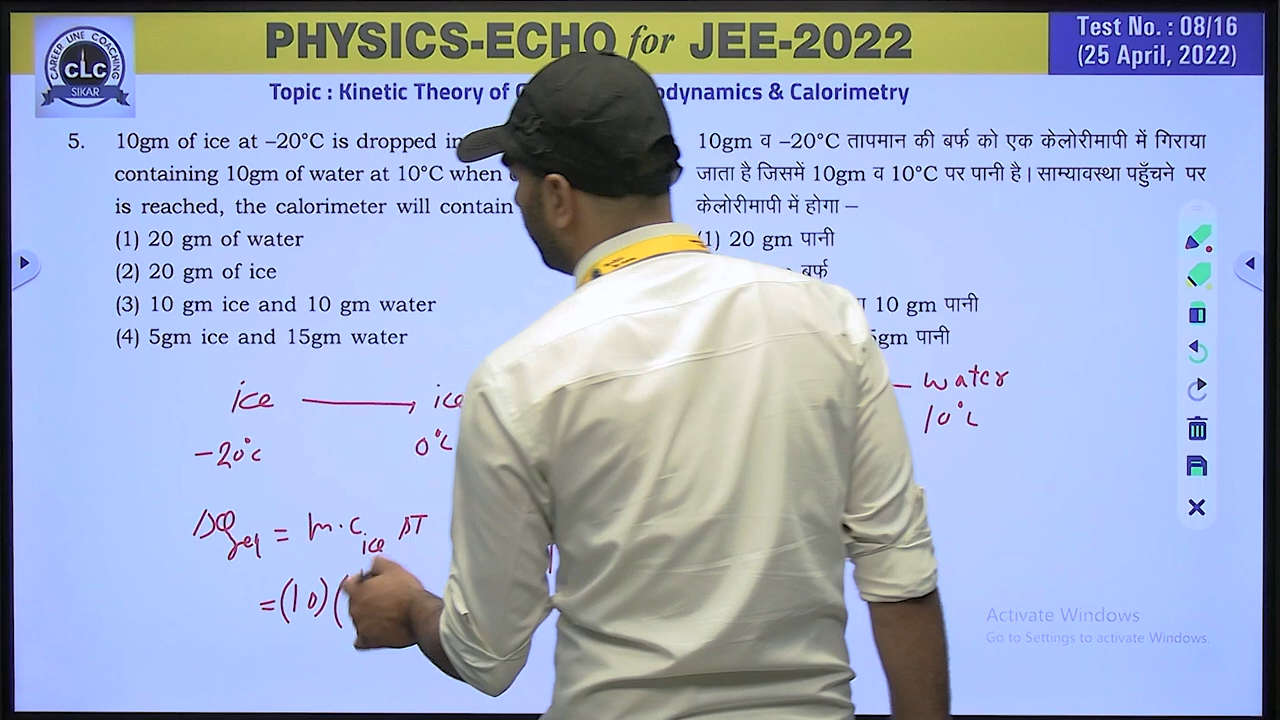 CAREER LINE COACHING
CLC
SIKAR
PHYSICS-ECHO for JEE-2022
Test No. : 08/16
(25 April, 2022)
Topic : Kinetic Theory of & Calorimetry
5. 10gm of ice at –20°C is dropped
containing 10gm of water at 10°C when
is reached, the calorimeter will contain
(1) 20 gm of water
(2) 20 gm of ice
(3) 10 gm ice and 10 gm water
(4) 5gm ice and 15gm water
10gm व –20°C तापमान की बर्फ को एक केलोरीमापी में गिराया
जाता है जिसमें 10gm व 10°C पर पानी है। साम्यावस्था पहुँचने पर
केलोरीमापी में होगा –
(1) 20 gm पानी
बर्फ
10 gm पानी
पानी
ice → ice
water
-20°C
0°C
10°C
= m.c ice ΔT
=(10)(
Activate Windows
Go to Settings to activate Windows.